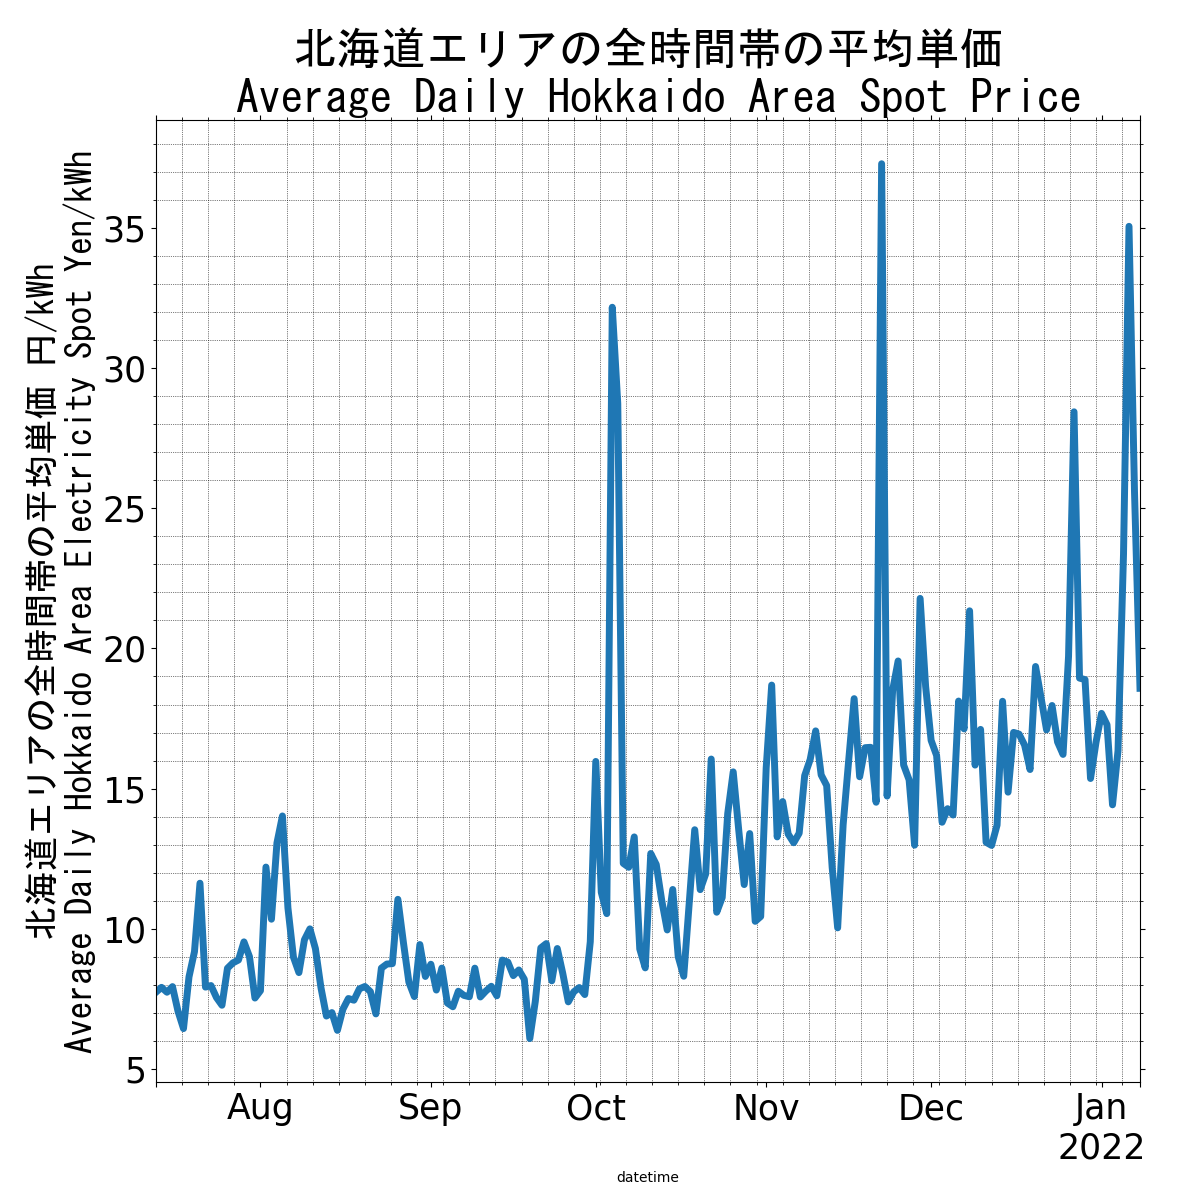 北海道エリアの全時間帯の平均単価
Average Daily Hokkaido Area Spot Price
北海道エリアの全時間帯の平均単価 円/kWh
Average Daily Hokkaido Area Electricity Spot Yen/kWh
35
30
25
20
15
10
5
Aug Sep Oct Nov Dec Jan
2022
datetime